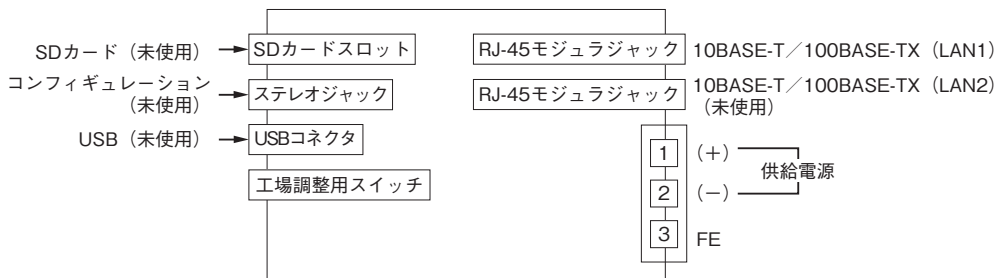 SDカード（未使用）
SDカードスロット
コンフィギュレーション
（未使用）
ステレオジャック
USB（未使用）
USBコネクタ
工場調整用スイッチ
RJ-45モジュラジャック
10BASE-T／100BASE-TX（LAN1）
RJ-45モジュラジャック
10BASE-T／100BASE-TX（LAN2）
（未使用）
1
（＋）
2
（－）
供給電源
3
FE